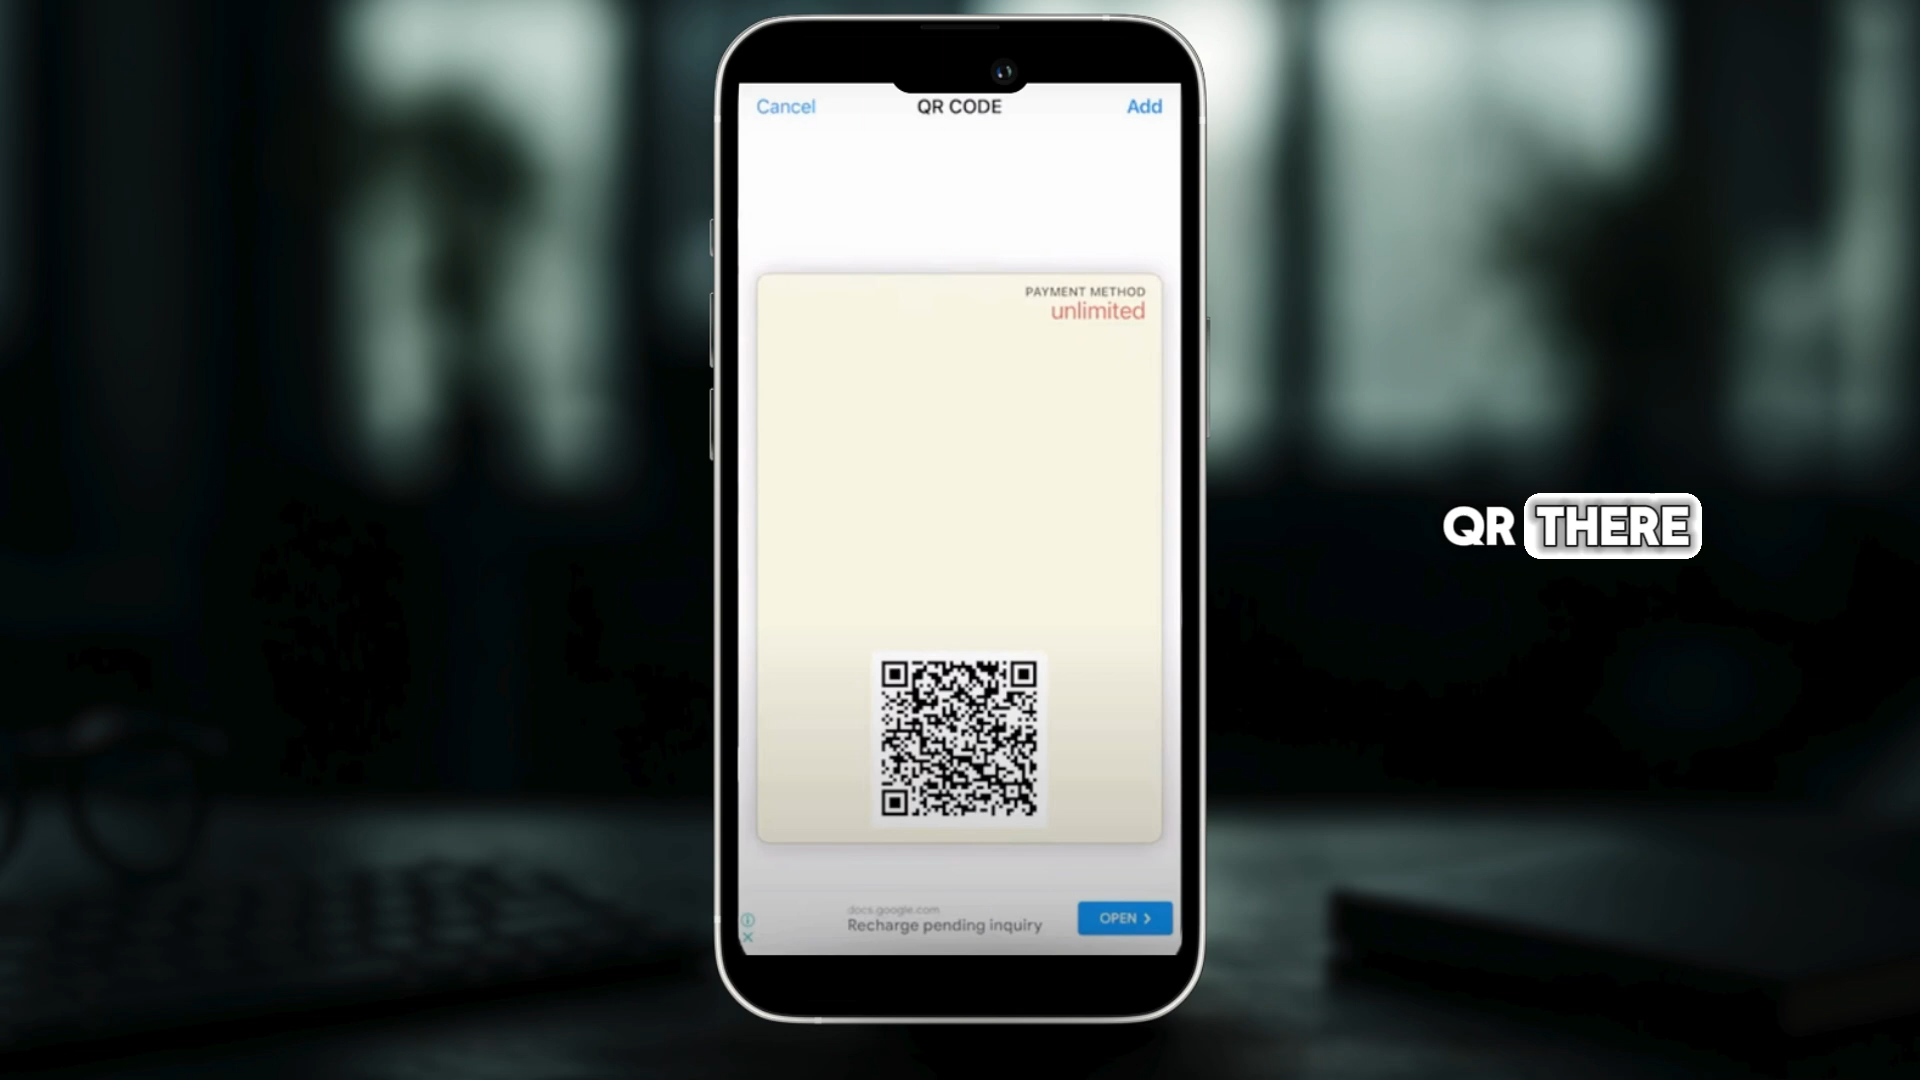 Cancel QR CODE Add
PAYMENT METHOD
unlimited
QR THERE
docs.google.com
Recharge pending inquiry
OPEN